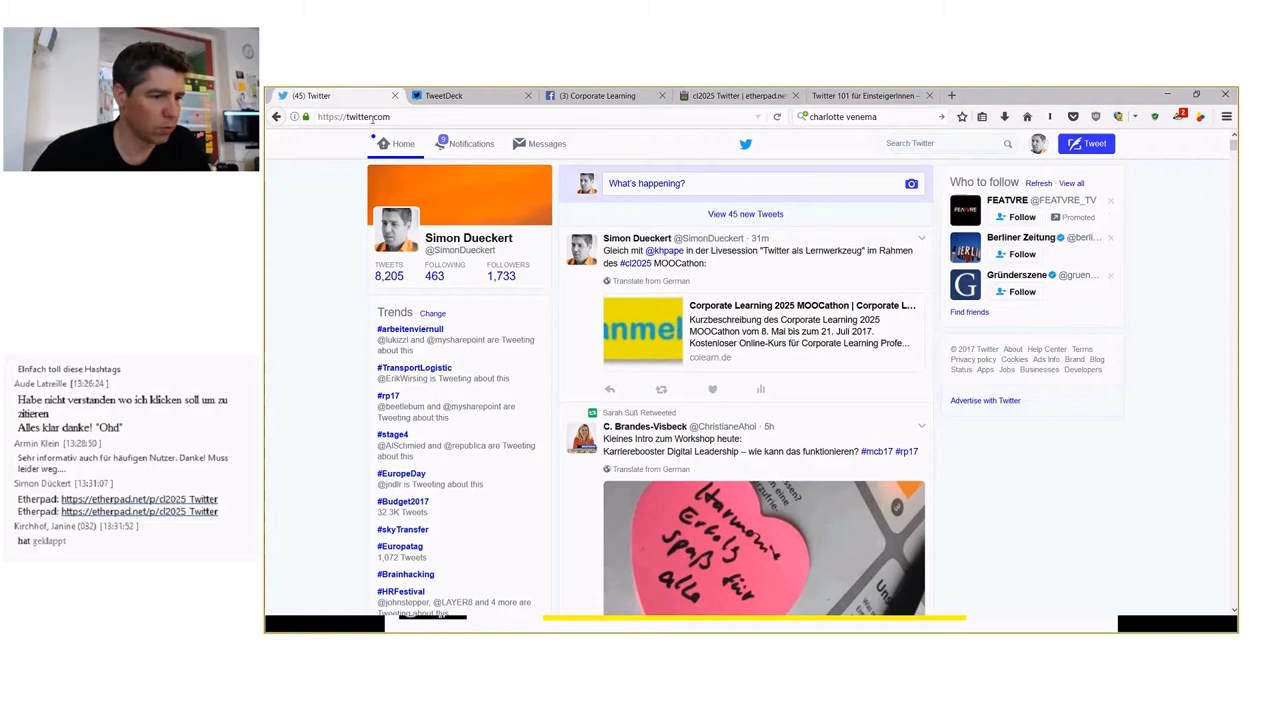 (45) Twitter
TweetDeck
(3) Corporate Learning
cl2025 Twitter | etherpad.ne
Twitter 101 für EinsteigerInnen –
https://twitter.com
charlotte venema
2
Home
9
Notifications
Messages
Search Twitter
Tweet
Simon Dueckert
@SimonDueckert
TWEETS
FOLLOWING
FOLLOWERS
8,205
463
1,733
Trends · Change
#arbeitenviernull
@lukizzl and @mysharepoint are Tweeting
about this
#TransportLogistic
@ErikWirsing is Tweeting about this
#rp17
@beetlebum and @mysharepoint are
Tweeting about this
#stage4
@AlSchmied and @republica are Tweeting
about this
#EuropeDay
@jndlr is Tweeting about this
#Budget2017
32.3K Tweets
#skyTransfer
#Europatag
1,072 Tweets
#Brainhacking
#HRFestival
@johnstepper, @LAYER8 and 4 more are
Tweeting about this
What's happening?
View 45 new Tweets
Simon Dueckert @SimonDueckert · 31m
Gleich mit @khpape in der Livesession "Twitter als Lernwerkzeug" im Rahmen
des #cl2025 MOOCathon:
Translate from German
anmel
Corporate Learning 2025 MOOCathon | Corporate L...
Kurzbeschreibung des Corporate Learning 2025
MOOCathon vom 8. Mai bis zum 21. Juli 2017.
Kostenloser Online-Kurs für Corporate Learning Profe...
colearn.de
Sarah Süß Retweeted
C. Brandes-Visbeck @ChristianeAhoi · 5h
Kleines Intro zum Workshop heute:
Karrierebooster Digital Leadership – wie kann das funktionieren? #mcb17 #rp17
Translate from German
Harmonie
Erfolg
Spaß für
alle
Who to follow · Refresh · View all
FEATVRE @FEATVRE_TV
Follow
Promoted
Berliner Zeitung @berli...
Follow
Gründerszene @gruen...
Follow
Find friends
© 2017 Twitter About Help Center Terms
Privacy policy Cookies Ads Info Brand Blog
Status Apps Jobs Businesses Developers
Advertise with Twitter
Einfach toll diese Hashtags
Aude Latreille [13:26:24]
Habe nicht verstanden wo ich klicken soll um zu
zitieren
Alles klar danke! "Ohd"
Armin Klein [13:28:50]
Sehr informativ auch für häufigen Nutzer. Danke! Muss
leider weg....
Simon Dückert [13:31:07]
Etherpad: https://etherpad.net/p/cl2025_Twitter
Etherpad: https://etherpad.net/p/cl2025_Twitter
Kirchhof, Janine (032) [13:31:52]
hat geklappt